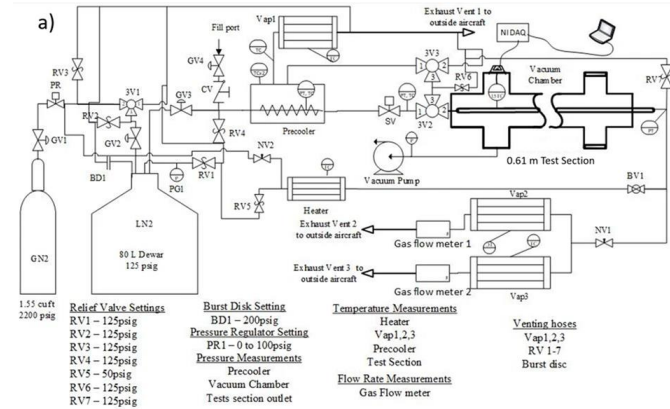 a)
Fill port
Vap1
Exhaust Vent 1 to
outside aircraft
NIDAQ
GV4
3V3
RV3
PR
3V1
CV
RV6
Vacuum
Chamber
RV7
GV3
RV2
GV1
GV2
RV4
Precooler
SV
3V2
0.61 m Test Section
NV2
Vacuum Pump
BD1
PG1
RV1
RV5
Heater
BV1
LN2
Exhaust Vent 2
to outside aircraft
Vap2
Gas flow meter 1
NV1
GN2
80 L Dewar
125 psig
Exhaust Vent 3 to
outside aircraft
Gas flow meter 2
Vap3
1.55 cuft
2200 psig
Relief Valve Settings
RV1 – 125psig
RV2 – 125psig
RV3 – 125psig
RV4 – 125psig
RV5 – 50psig
RV6 – 125psig
RV7 – 125psig
Burst Disk Setting
BD1 – 200psig
Pressure Regulator Setting
PR1 – 0 to 100psig
Pressure Measurements
Precooler
Vacuum Chamber
Tests section outlet
Temperature Measurements
Heater
Vap1,2,3
Precooler
Test Section
Flow Rate Measurements
Gas Flow meter
Venting hoses
Vap1,2,3
RV 1-7
Burst disc